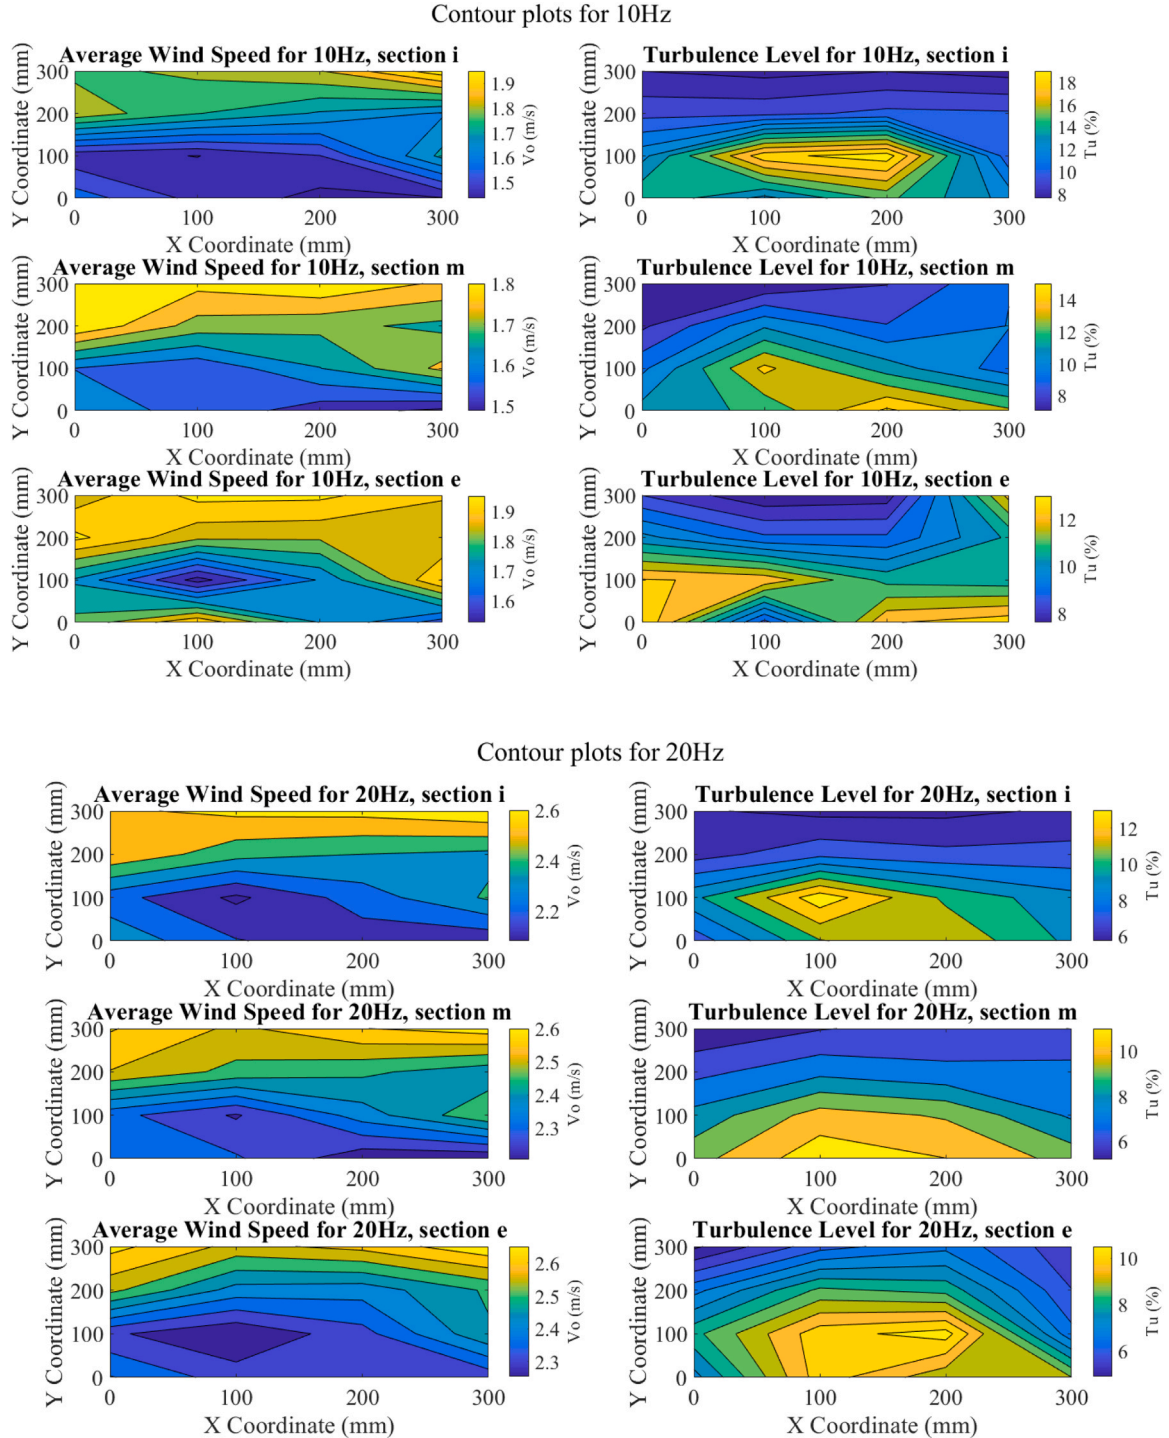 Contour plots for 10Hz
Average Wind Speed for 10Hz, section i
Y Coordinate (mm)
300
200
100
0
0 100 200 300
X Coordinate (mm)
1.9
1.8
1.7
1.6
1.5
Vo (m/s)
Turbulence Level for 10Hz, section i
Y Coordinate (mm)
300
200
100
0
0 100 200 300
X Coordinate (mm)
18
16
14
12
10
8
Tu (%)
Average Wind Speed for 10Hz, section m
Y Coordinate (mm)
300
200
100
0
0 100 200 300
X Coordinate (mm)
1.8
1.7
1.6
1.5
Vo (m/s)
Turbulence Level for 10Hz, section m
Y Coordinate (mm)
300
200
100
0
0 100 200 300
X Coordinate (mm)
14
12
10
8
Tu (%)
Average Wind Speed for 10Hz, section e
Y Coordinate (mm)
300
200
100
0
0 100 200 300
X Coordinate (mm)
1.9
1.8
1.7
1.6
Vo (m/s)
Turbulence Level for 10Hz, section e
Y Coordinate (mm)
300
200
100
0
0 100 200 300
X Coordinate (mm)
12
10
8
Tu (%)
Contour plots for 20Hz
Average Wind Speed for 20Hz, section i
Y Coordinate (mm)
300
200
100
0
0 100 200 300
X Coordinate (mm)
2.6
2.4
2.2
Vo (m/s)
Turbulence Level for 20Hz, section i
Y Coordinate (mm)
300
200
100
0
0 100 200 300
X Coordinate (mm)
12
10
8
6
Tu (%)
Average Wind Speed for 20Hz, section m
Y Coordinate (mm)
300
200
100
0
0 100 200 300
X Coordinate (mm)
2.6
2.5
2.4
2.3
Vo (m/s)
Turbulence Level for 20Hz, section m
Y Coordinate (mm)
300
200
100
0
0 100 200 300
X Coordinate (mm)
10
8
6
Tu (%)
Average Wind Speed for 20Hz, section e
Y Coordinate (mm)
300
200
100
0
0 100 200 300
X Coordinate (mm)
2.6
2.5
2.4
2.3
Vo (m/s)
Turbulence Level for 20Hz, section e
Y Coordinate (mm)
300
200
100
0
0 100 200 300
X Coordinate (mm)
10
8
6
Tu (%)